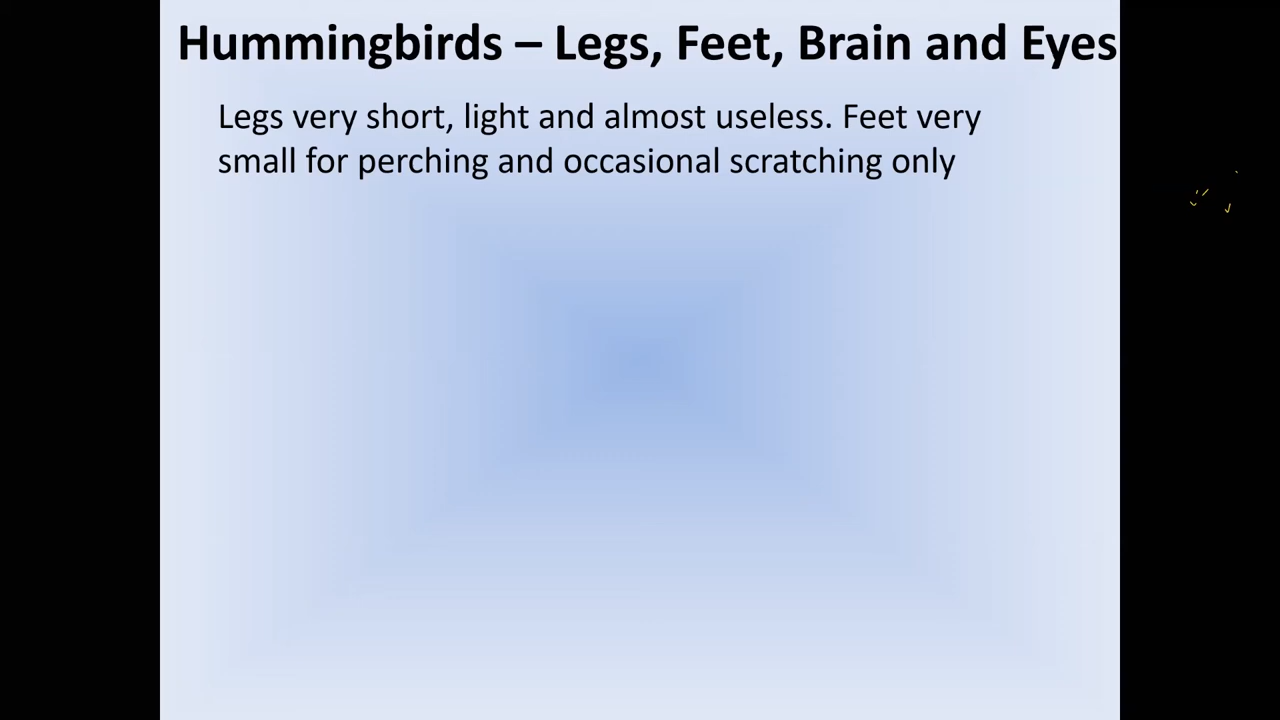 Hummingbirds – Legs, Feet, Brain and Eyes
Legs very short, light and almost useless. Feet very
small for perching and occasional scratching only